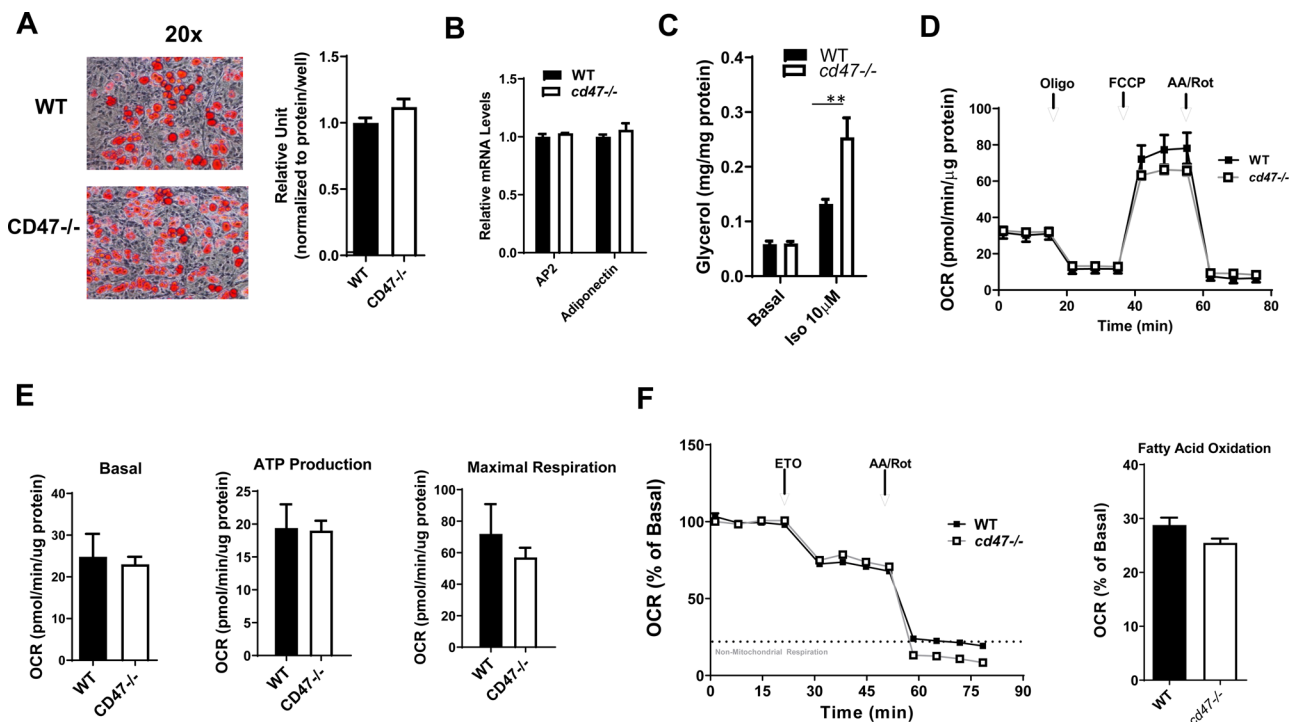 A
20x
WT
CD47-/-
Relative Unit
(normalized to protein/well)
1.5
1.0
0.5
0.0
WT
CD47-/-
B
WT
cd47-/-
Relative mRNA Levels
1.5
1.0
0.5
0.0
AP2
Adiponectin
C
WT
cd47-/-
**
Glycerol (mg/mg protein)
0.4
0.3
0.2
0.1
0.0
Basal
Iso 10μM
D
Oligo
FCCP
AA/Rot
OCR (pmol/min/μg protein)
100
80
60
40
20
0
0
20
40
60
80
Time (min)
WT
cd47-/-
E
Basal
OCR (pmol/min/ug protein)
40
30
20
10
0
WT
CD47-/-
ATP Production
OCR (pmol/min/ug protein)
25
20
15
10
5
0
WT
CD47-/-
Maximal Respiration
OCR (pmol/min/ug protein)
100
80
60
40
20
0
WT
CD47-/-
F
ETO
AA/Rot
OCR (% of Basal)
150
100
50
0
Non-Mitochondrial Respiration
0
15
30
45
60
75
90
Time (min)
WT
cd47-/-
Fatty Acid Oxidation
OCR (% of Basal)
40
30
20
10
0
WT
cd47-/-